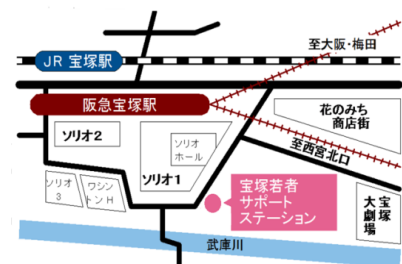 JR 宝塚駅
至大阪・梅田
阪急宝塚駅
花のみち
商店街
ソリオ2
ソリオ
ホール
至西宮北口
ソリオ1
ソリオ
3
ワシン
トンH
宝塚若者
サポート
ステーション
宝塚
大劇場
武庫川